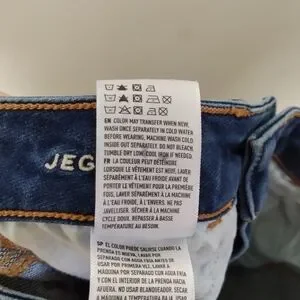 JEG
EN COLOR MAY TRANSFER WHEN NEW,
WASH ONCE SEPARATELY IN COLD WATER
BEFORE WEARING, MACHINE WASH COLD
INSIDE OUT SEPARATELY. DO NOT BLEACH,
TUMBLE DRY LOW. COOL IRON IF NEEDED.
FR LA COULEUR PEUT DÉTEINDRE
LORSQUE LE VÊTEMENT EST NEUF. LAVER
SÉPARÉMENT À L'EAU FROIDE AVANT DE
PORTER LE VÊTEMENT POUR LA PREMIÈRE
FOIS. LAVER SÉPARÉMENT À L'EAU FROIDE
À LA MACHINE, À L'ENVERS. NE PAS
JAVELLISER. SÉCHER À LA MACHINE
CYCLE DOUX. REPASSER À BASSE
TEMPÉRATURE AU BESOIN.
SP EL COLOR PUEDE SALIRSE CUANDO LA
PRENDA ES NUEVA, LAVAR POR
SEPARADO CON AGUA FRÍA ANTES DE
USAR POR PRIMERA VEZ. LAVAR A
MÁQUINA POR SEPARADO CON AGUA FRÍA
Y CON EL INTERIOR DE LA PRENDA HACIA
AFUERA. NO USAR BLANQUEADOR. SECAR
A MÁQUINA A TEMPERATURA BAJA.